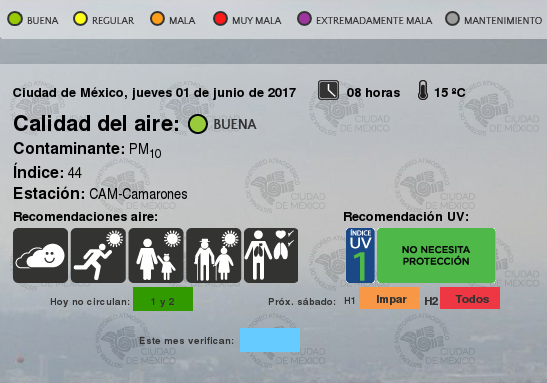 BUENA REGULAR MALA MUY MALA EXTREMADAMENTE MALA MANTENIMIENTO
Ciudad de México, jueves 01 de junio de 2017 08 horas 15 ºC
Calidad del aire: BUENA
Contaminante: PM10
Índice: 44
Estación: CAM-Camarones
Recomendaciones aire: Recomendación UV:
ÍNDICE
UV
1
NO NECESITA
PROTECCIÓN
Hoy no circulan: 1 y 2 Próx. sábado: H1 Impar H2 Todos
Este mes verifican:
CIUDAD
DE MÉXICO